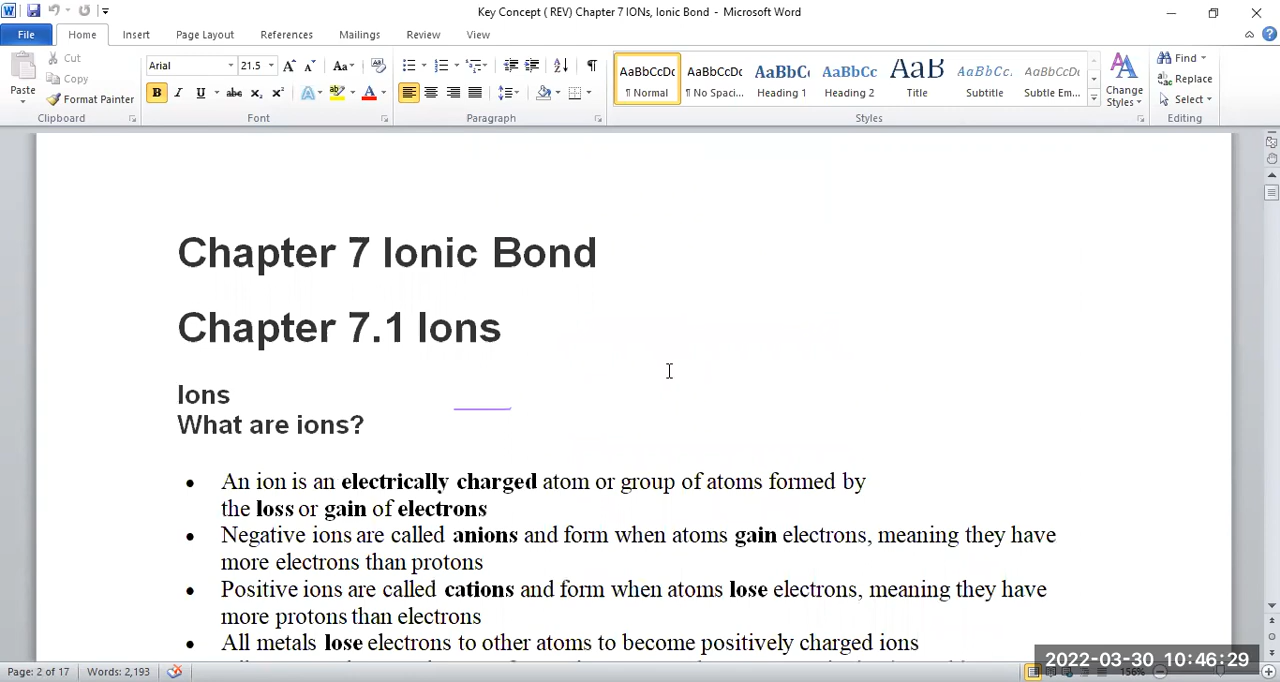 Key Concept ( REV) Chapter 7 IONs, Ionic Bond - Microsoft Word
File Home Insert Page Layout References Mailings Review View
Paste
Cut
Copy
Format Painter
Clipboard
Arial 21.5
Font
Paragraph
AaBbCcDc AaBbCcDc AaBbC AaBbCc AaB AaBbCc. AaBbCcDc
¶ Normal ¶ No Spaci... Heading 1 Heading 2 Title Subtitle Subtle Em...
Change
Styles
Styles
Find
Replace
Select
Editing
Chapter 7 Ionic Bond
Chapter 7.1 Ions
Ions
What are ions?
• An ion is an electrically charged atom or group of atoms formed by
the loss or gain of electrons
• Negative ions are called anions and form when atoms gain electrons, meaning they have
more electrons than protons
• Positive ions are called cations and form when atoms lose electrons, meaning they have
more protons than electrons
• All metals lose electrons to other atoms to become positively charged ions
Page: 2 of 17 Words: 2,193
156%
2022-03-30 10:46:29